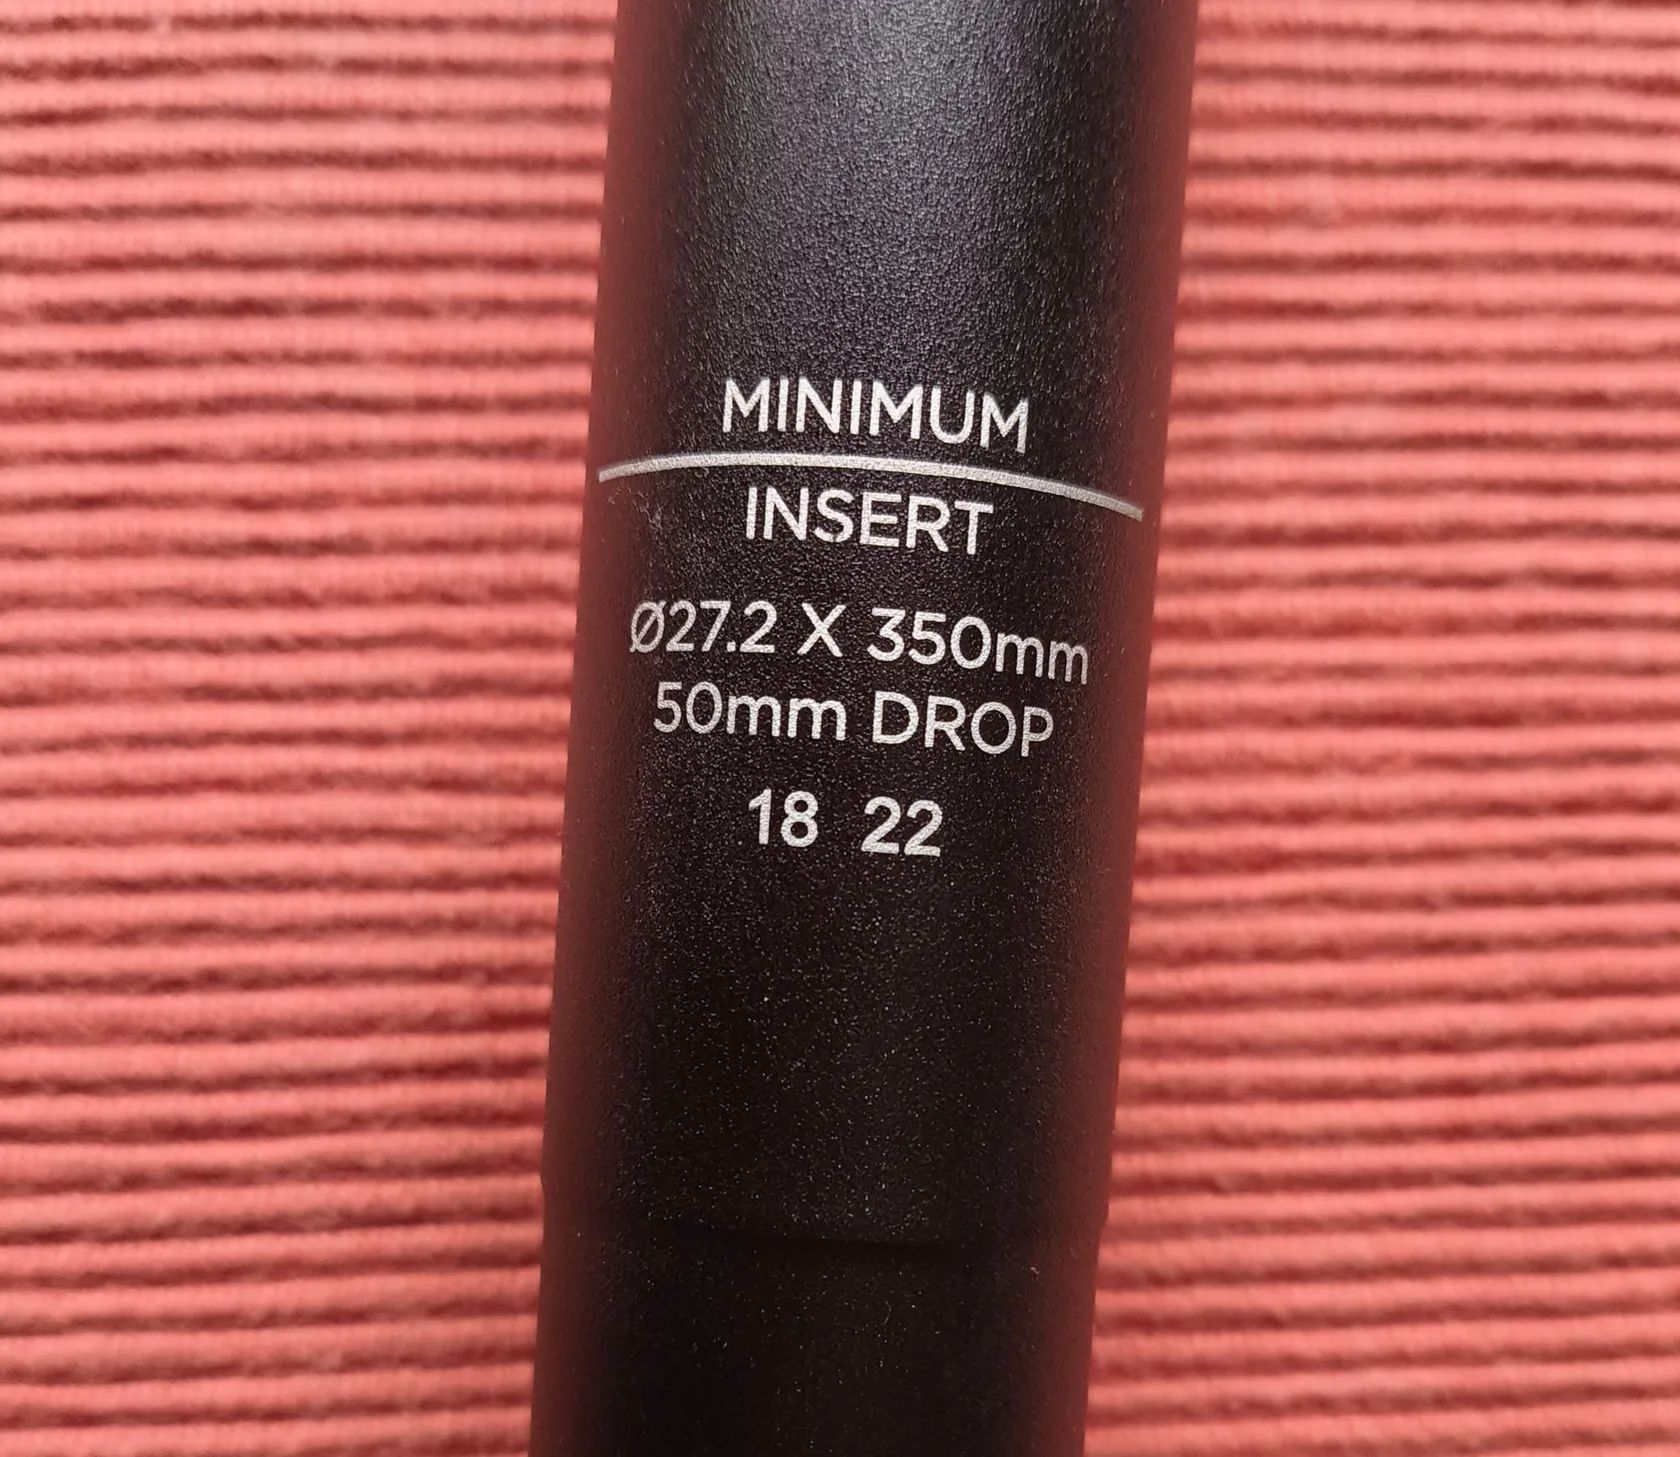 MINIMUM
INSERT
Ø27.2 X 350mm
50mm DROP
18 22